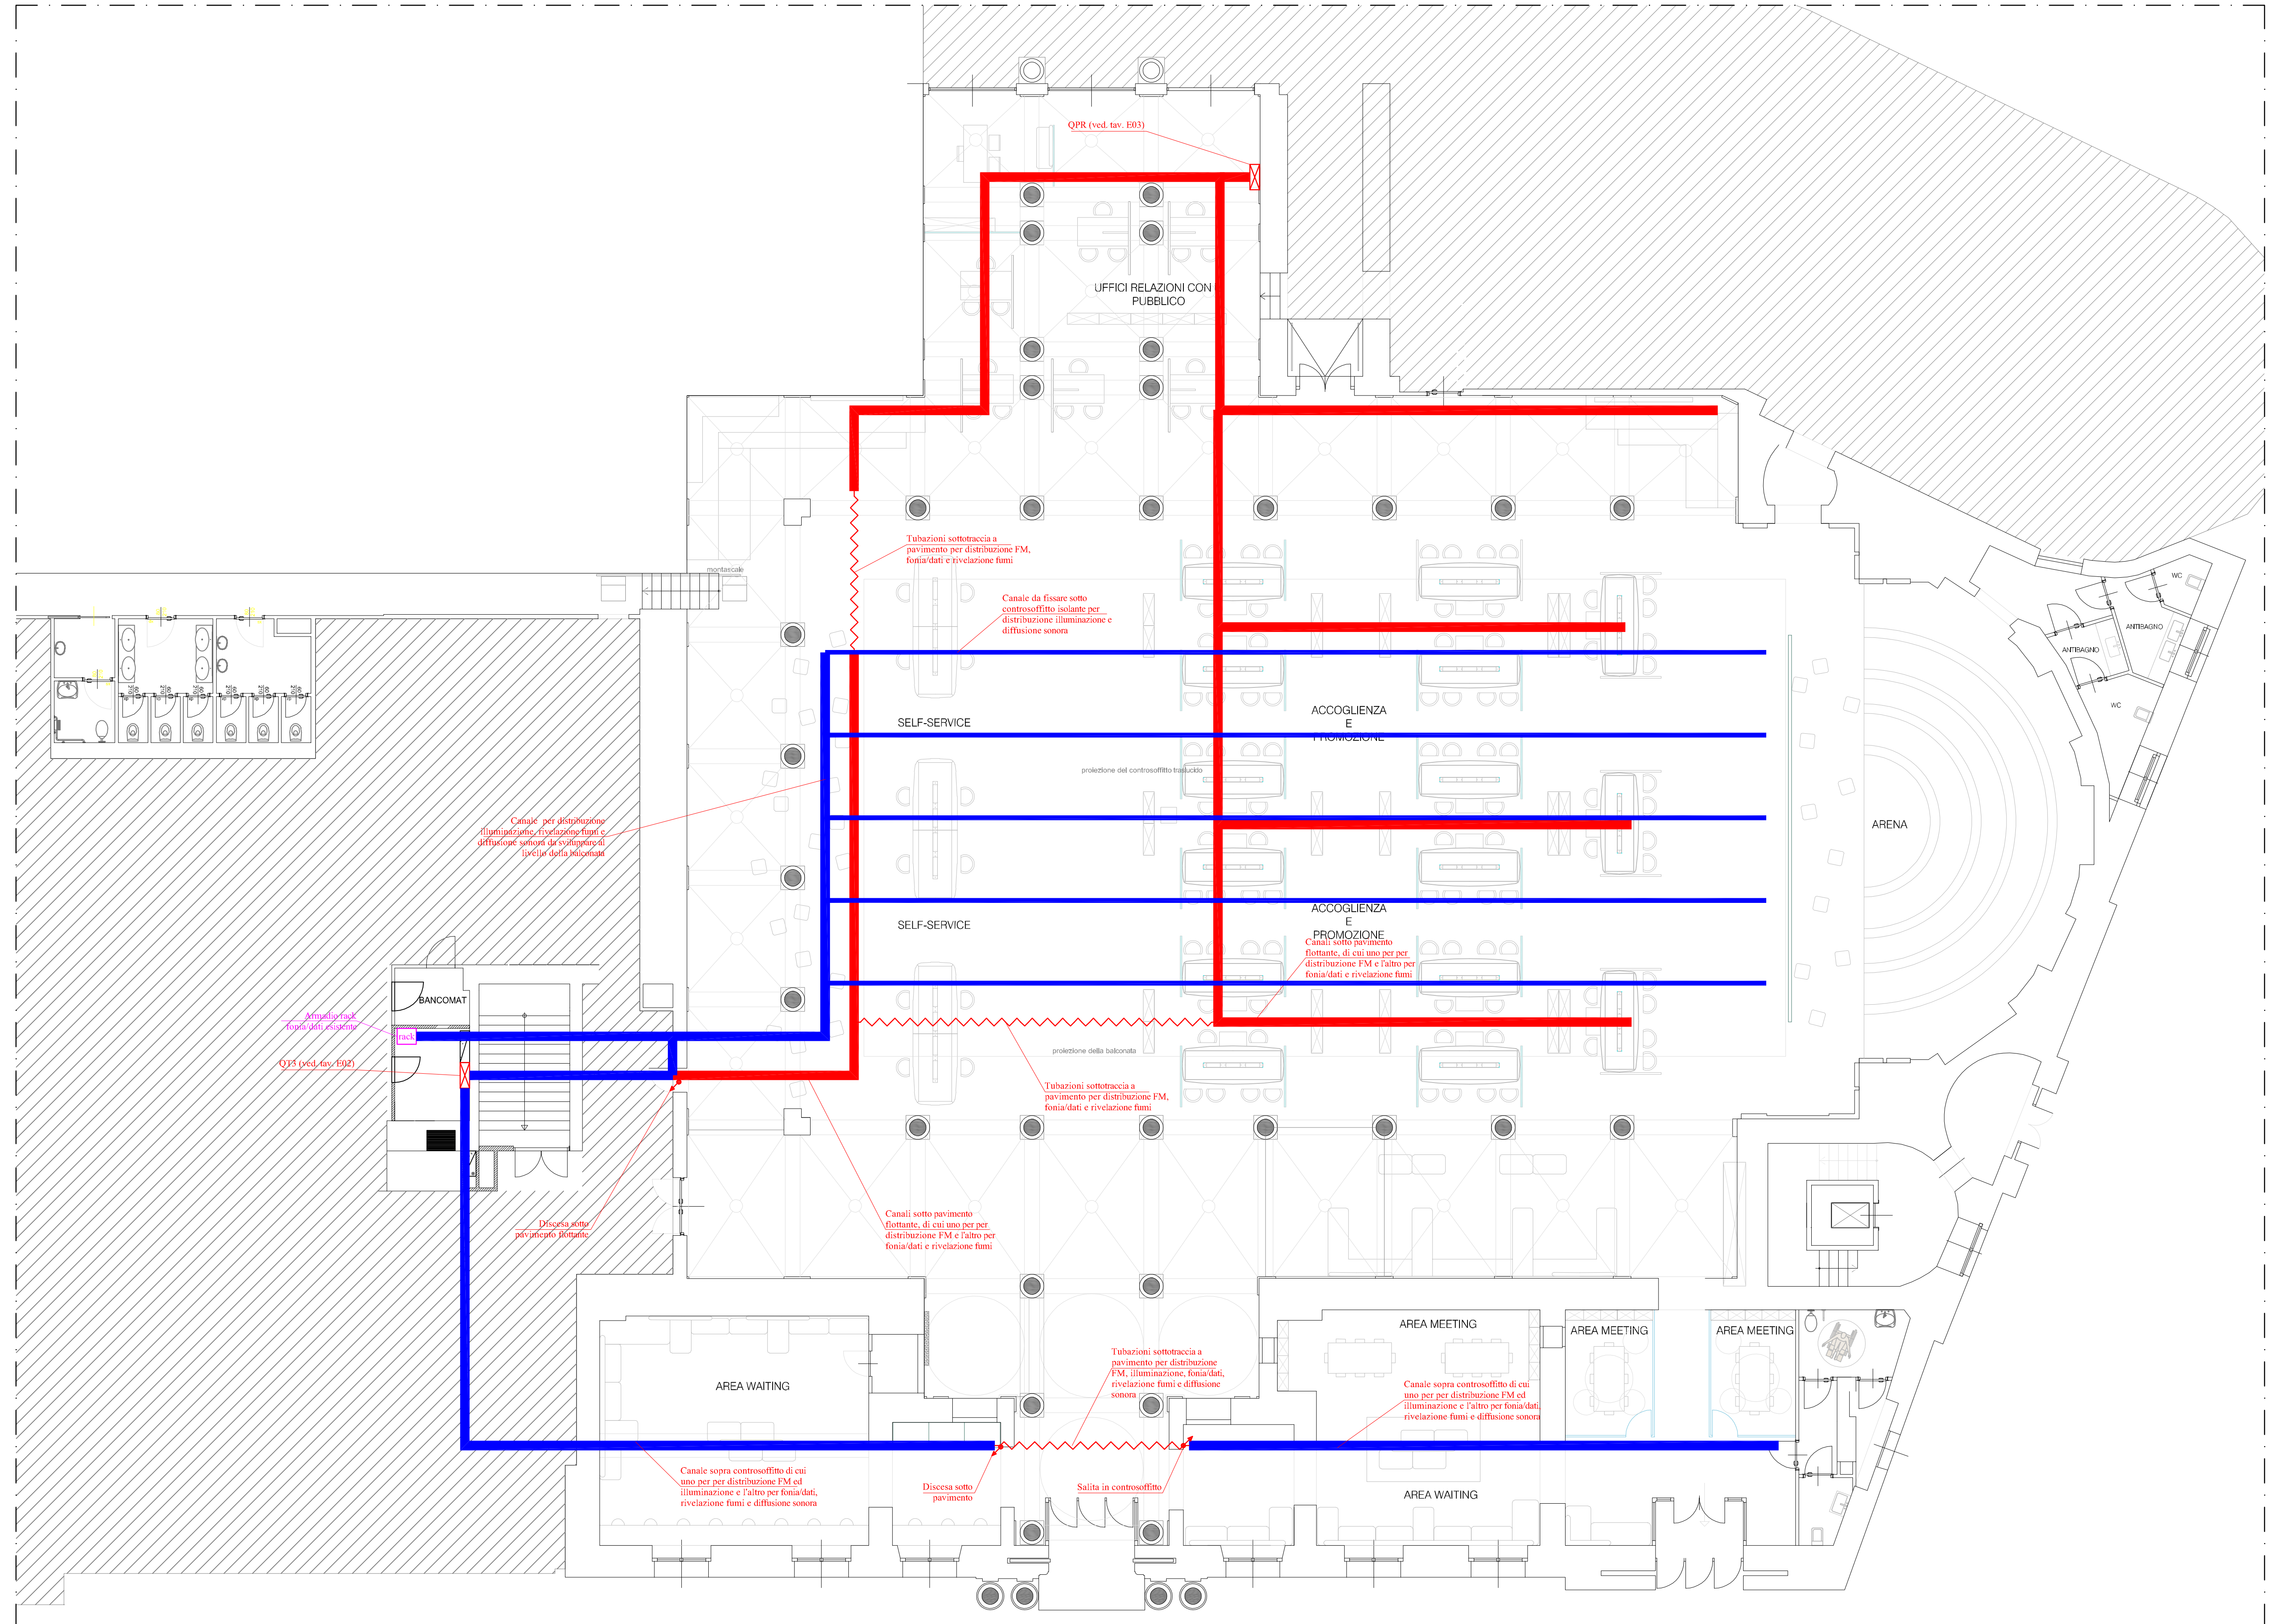 QPR (ved. tav. E03)
UFFICI RELAZIONI CON
PUBBLICO
Tubazioni sottotraccia a
pavimento per distribuzione FM,
fonia/dati e rivelazione fumi
montascale
Canale da fissare sotto
controsoffitto isolante per
distribuzione illuminazione e
diffusione sonora
WC
ANTIBAGNO
ANTIBAGNO
WC
SELF-SERVICE
ACCOGLIENZA
E
PROMOZIONE
proiezione del controsoffitto traslucido
Canale per distribuzione
illuminazione, rivelazione fumi e
diffusione sonora da sviluppare al
livello della balconata
ARENA
SELF-SERVICE
ACCOGLIENZA
E
PROMOZIONE
Canali sotto pavimento
flottante, di cui uno per per
distribuzione FM e l'altro per
fonia/dati e rivelazione fumi
BANCOMAT
Armadio rack
fonia/dati esistente
rack
QT3 (ved. tav. E02)
proiezione della balconata
Tubazioni sottotraccia a
pavimento per distribuzione FM,
fonia/dati e rivelazione fumi
Discesa sotto
pavimento flottante
Canali sotto pavimento
flottante, di cui uno per per
distribuzione FM e l'altro per
fonia/dati e rivelazione fumi
AREA MEETING
AREA MEETING
AREA MEETING
AREA WAITING
Tubazioni sottotraccia a
pavimento per distribuzione
FM, illuminazione, fonia/dati,
rivelazione fumi e diffusione
sonora
Canale sopra controsoffitto di cui
uno per per distribuzione FM ed
illuminazione e l'altro per fonia/dati,
rivelazione fumi e diffusione sonora
Canale sopra controsoffitto di cui
uno per per distribuzione FM ed
illuminazione e l'altro per fonia/dati,
rivelazione fumi e diffusione sonora
Discesa sotto
pavimento
Salita in controsoffitto
AREA WAITING